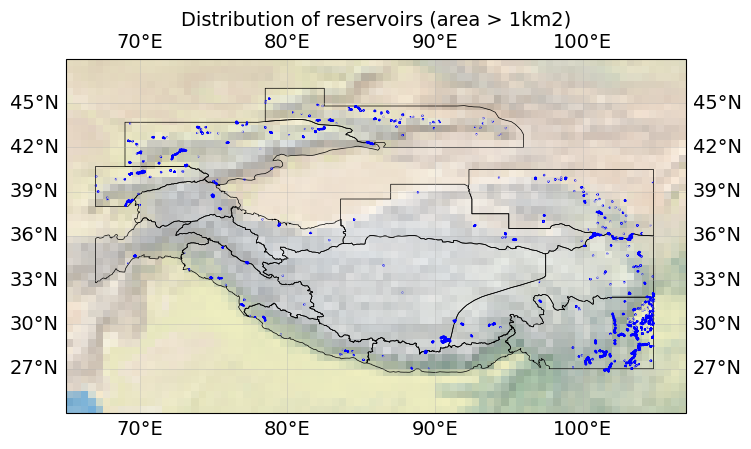 Distribution of reservoirs (area > 1km2)
70°E 80°E 90°E 100°E
45°N 45°N
42°N 42°N
39°N 39°N
36°N 36°N
33°N 33°N
30°N 30°N
27°N 27°N
70°E 80°E 90°E 100°E